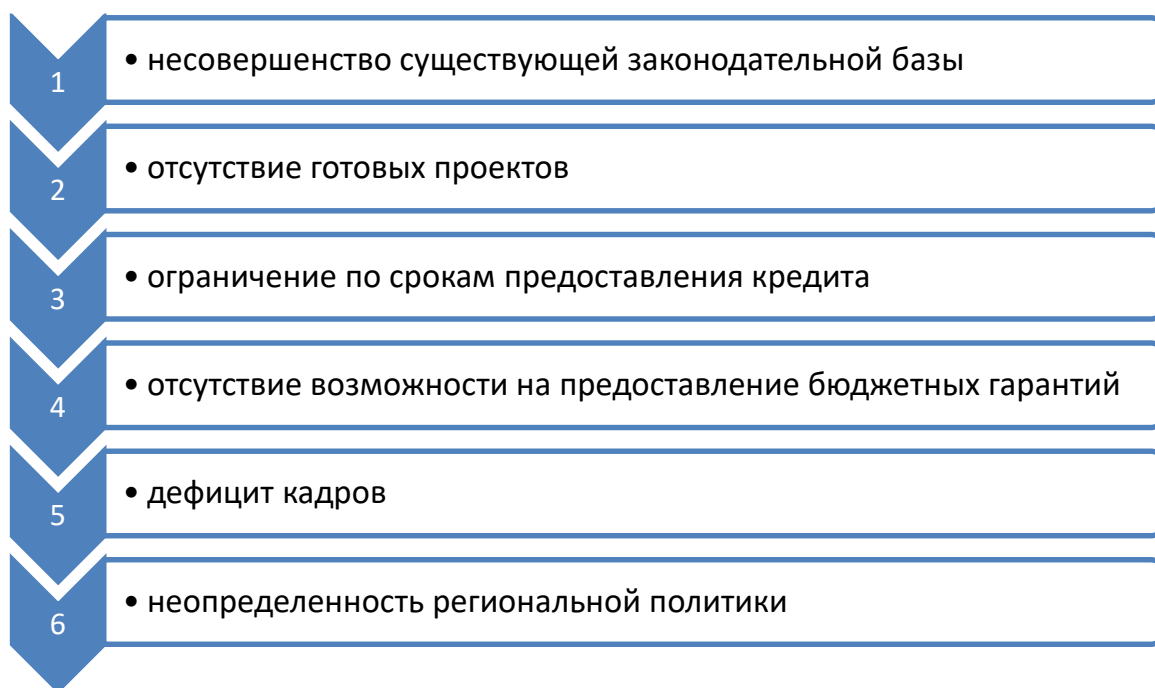 1
• несовершенство существующей законодательной базы
2
• отсутствие готовых проектов
3
• ограничение по срокам предоставления кредита
4
• отсутствие возможности на предоставление бюджетных гарантий
5
• дефицит кадров
6
• неопределенность региональной политики